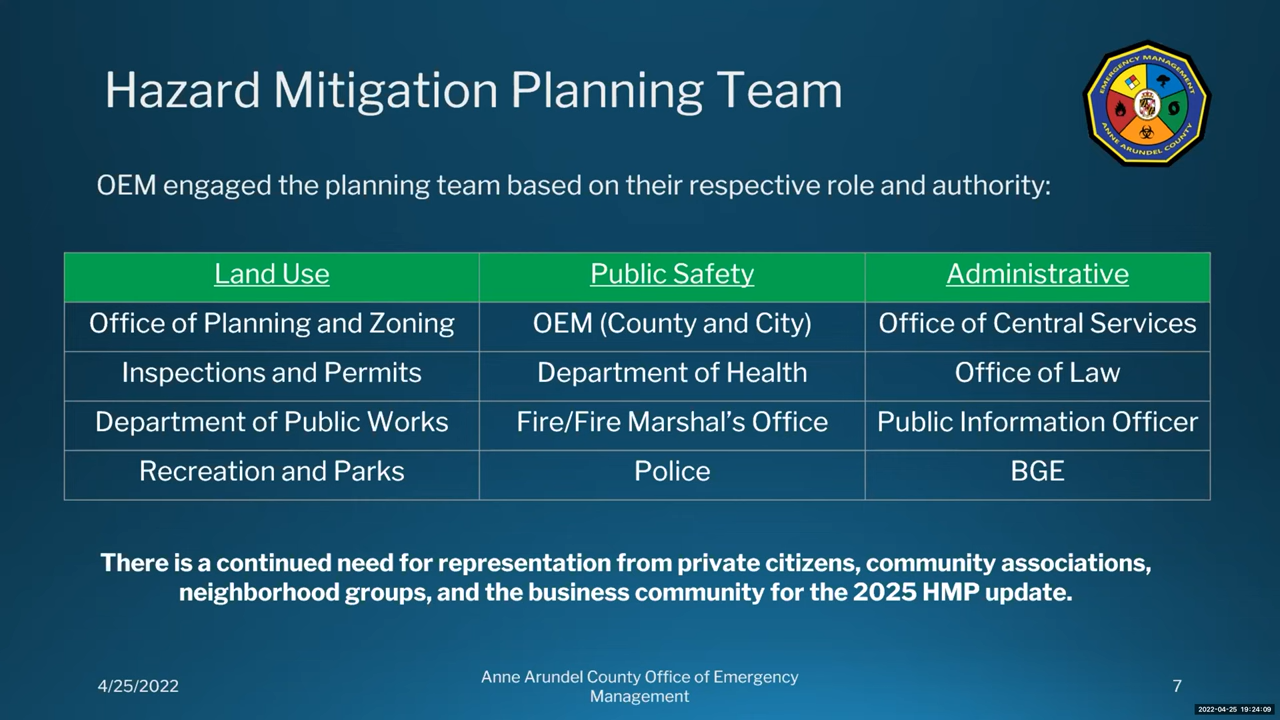 Hazard Mitigation Planning Team
EMERGENCY MANAGEMENT
ANNE ARUNDEL COUNTY
OEM engaged the planning team based on their respective role and authority:
Land Use Public Safety Administrative
Office of Planning and Zoning OEM (County and City) Office of Central Services
Inspections and Permits Department of Health Office of Law
Department of Public Works Fire/Fire Marshal’s Office Public Information Officer
Recreation and Parks Police BGE
There is a continued need for representation from private citizens, community associations,
neighborhood groups, and the business community for the 2025 HMP update.
4/25/2022
Anne Arundel County Office of Emergency
Management
7
2022-04-25 19:24:09